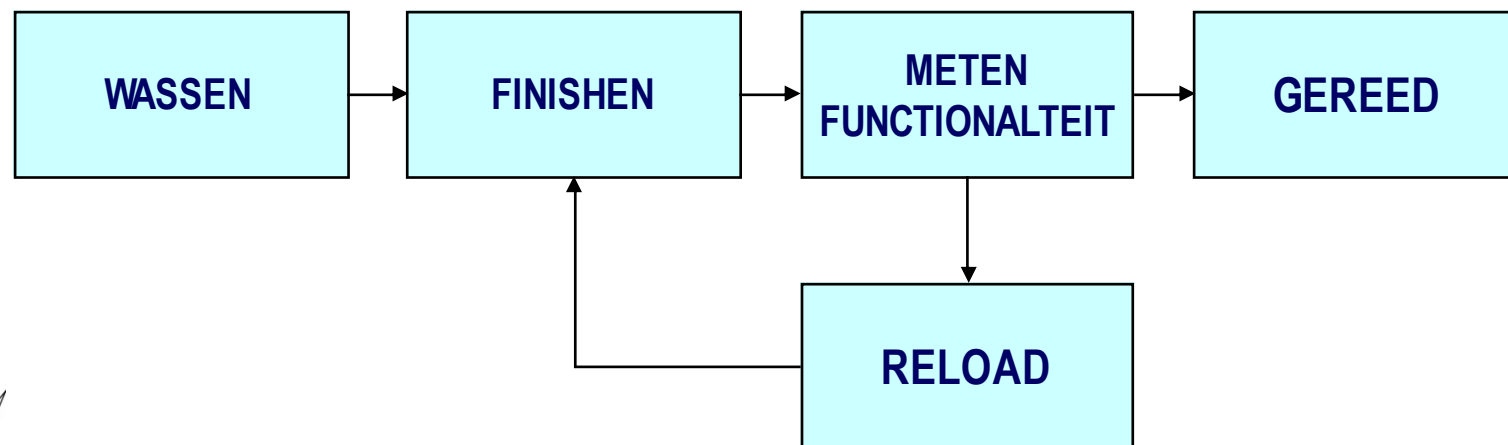 WASSEN
FINISHEN
METEN
FUNCTIONALTEIT
GEREED
RELOAD